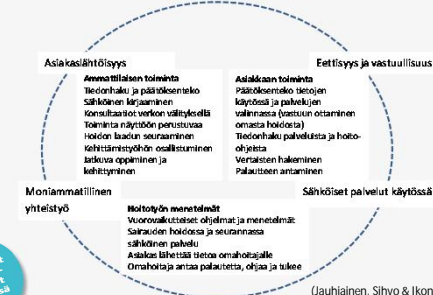 Asiakaslähtöisyys
Eettisyys ja vastuullisuus
Ammattilaisen toiminta
Tiedonhaku ja päätöksenteko
Sähköinen kirjaaminen
Konsultaatiot verkon välityksellä
Toiminta näyttöön perustuvaa
Hoidon laadun seuraaminen
Kehittämistyöhön osallistuminen
Jatkuva oppiminen ja
kehittyminen
Asiakkaan toiminta
Päätöksenteko tietojen
käytössä ja palvelujen
valinnassa (vastuun ottaminen
omasta hoidosta)
Tiedonhaku palveluista ja hoito-
ohjeista
Vertaisten hakeminen
Palautteen antaminen
Moniammatillinen
yhteistyö
Sähköiset palvelut käytössä
Hoitotyön menetelmät
Vuorovaikutteiset ohjelmat ja menetelmät
Sairauden hoidossa ja seurannassa
sähköinen palvelu
Asiakas lähettää tietoa omahoitajalle
Omahoitaja antaa palautetta, ohjaa ja tukee
(Jauhiainen, Sihvo & Ikon